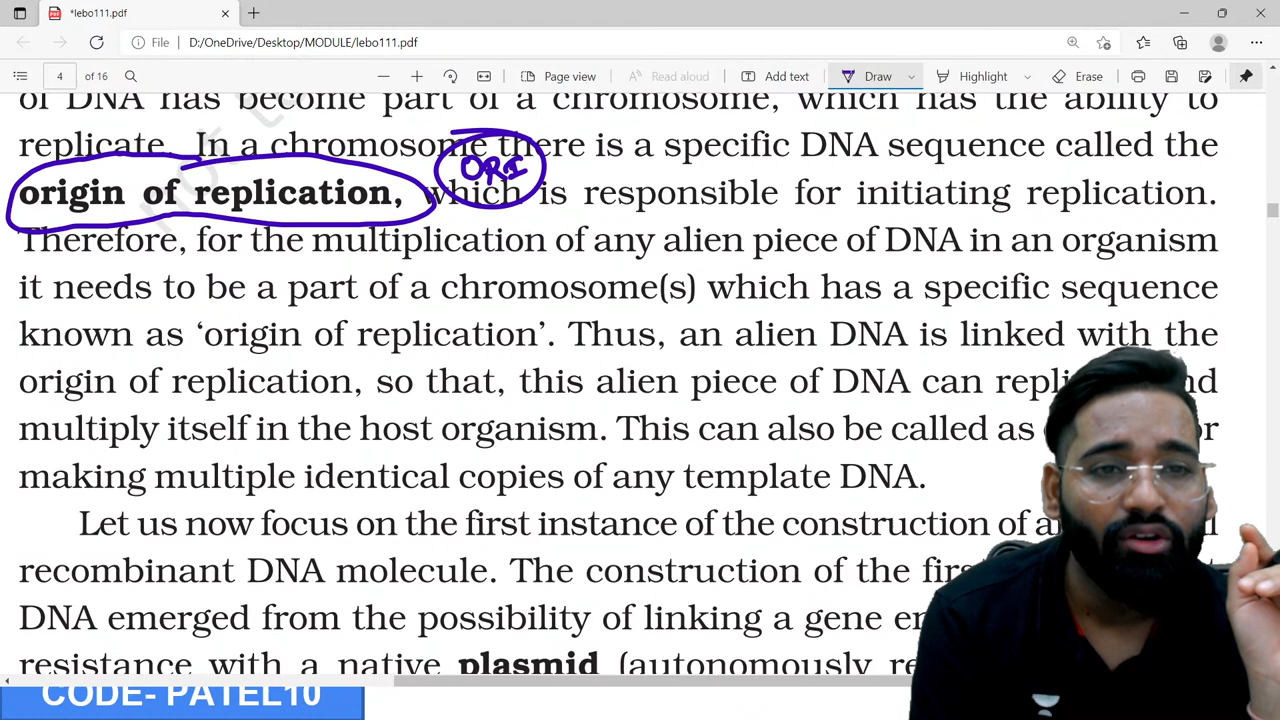 *lebo111.pdf
File D:/OneDrive/Desktop/MODULE/lebo111.pdf
4 of 16 Page view Read aloud Add text Draw Highlight Erase
of DNA has become part of a chromosome, which has the ability to
replicate. In a chromosome there is a specific DNA sequence called the
ORI
origin of replication, which is responsible for initiating replication.
Therefore, for the multiplication of any alien piece of DNA in an organism
it needs to be a part of a chromosome(s) which has a specific sequence
known as ‘origin of replication’. Thus, an alien DNA is linked with the
origin of replication, so that, this alien piece of DNA can
multiply itself in the host organism. This can also be called as
making multiple identical copies of any template DNA.
Let us now focus on the first instance of the construction of
recombinant DNA molecule. The construction of the
DNA emerged from the possibility of linking a gene
resistance with a native plasmid (autonomously
CODE- PATEL10